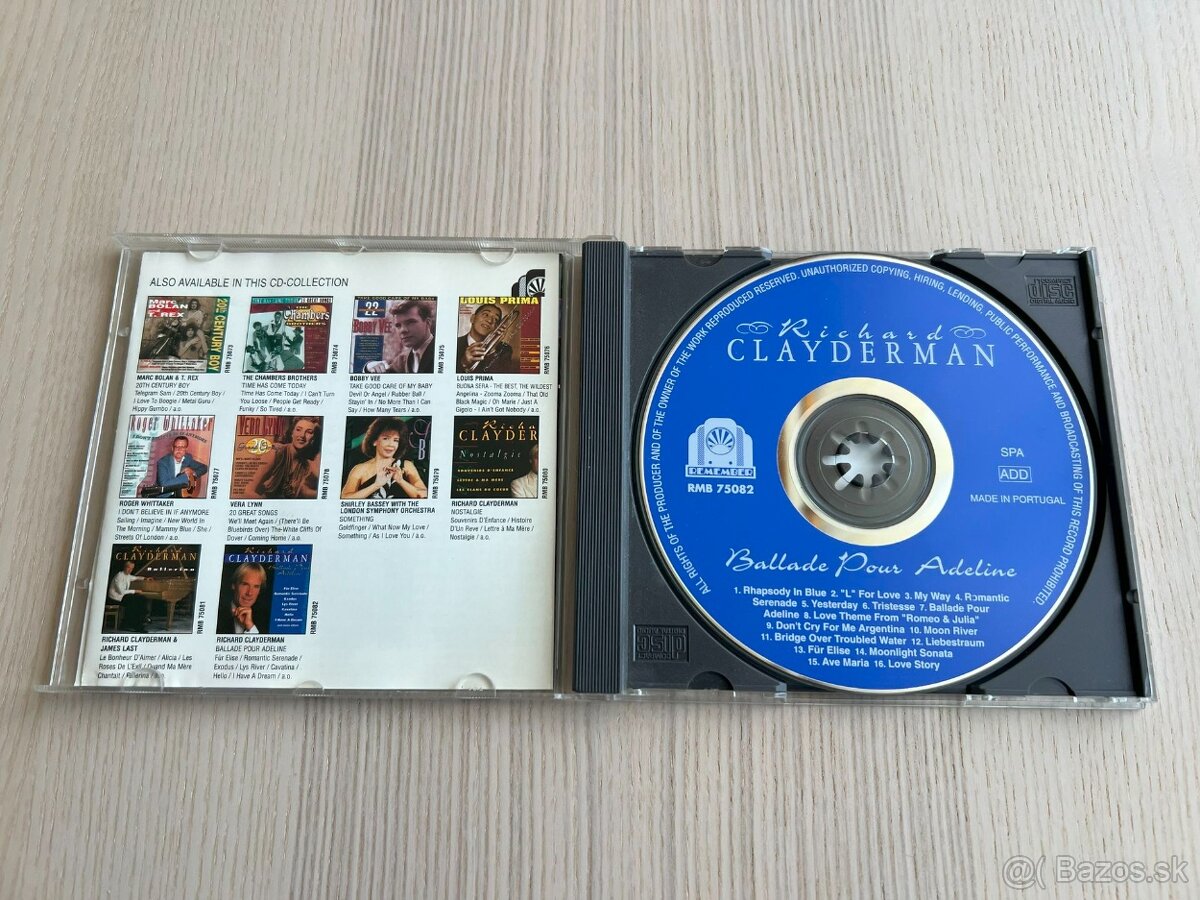 ALSO AVAILABLE IN THIS CD-COLLECTION
MARC BOLAN & T. REX
20TH CENTURY BOY
Telegram Sam / 20th Century Boy /
I Love To Boogie / Metal Guru /
Hippy Gumbo / a.o.
RMB 75073
THE CHAMBERS BROTHERS
TIME HAS COME TODAY
Time Has Come Today / I Can't Turn
You Loose / People Get Ready /
Funky / So Tired / a.o.
RMB 75074
BOBBY VEE
TAKE GOOD CARE OF MY BABY
Devil Or Angel / Rubber Ball /
Stayin' In / No More Than I Can
Say / How Many Tears / a.o.
RMB 75075
LOUIS PRIMA
LOUIS PRIMA
BUONA SERA - THE BEST, THE WILDEST
Angelina - Zooma Zooma / That Old
Black Magic / Oh Marie / Just A
Gigolo - I Ain't Got Nobody / a.o.
RMB 75076
Roger Whittaker
ROGER WHITTAKER
I DON'T BELIEVE IN IF ANYMORE
Sailing / Imagine / New World In
The Morning / Mammy Blue / She /
Streets Of London / a.o.
RMB 75077
VERA LYNN
VERA LYNN
20 GREAT SONGS
We'll Meet Again / (There'll Be
Bluebirds Over) The White Cliffs Of
Dover / Coming Home / a.o.
RMB 75078
SHIRLEY BASSEY WITH THE
LONDON SYMPHONY ORCHESTRA
SOMETHING
Goldfinger / What Now My Love /
Something / As I Love You / a.o.
RMB 75079
CLAYDER
Nostalgie
RICHARD CLAYDERMAN
NOSTALGIE
Souvenirs D'Enfance / Histoire
D'Un Reve / Lettre à Ma Mère /
Nostalgie / a.o.
RMB 75080
Richard
CLAYDERMAN
Ballerina
RICHARD CLAYDERMAN &
JAMES LAST
Le Bonheur D'Aimer / Alicia / Les
Roses De L'Exil / Quand Ma Mère
Chantait / Ballerina / a.o.
RMB 75081
CLAYDERMAN
RICHARD CLAYDERMAN
BALLADE POUR ADELINE
Für Elise / Romantic Serenade /
Exodus / Lys River / Cavatina /
Hello / I Have A Dream / a.o.
RMB 75082
COMPACT
disc
DIGITAL AUDIO
ALL RIGHTS OF THE PRODUCER AND OF THE OWNER OF THE WORK REPRODUCED RESERVED. UNAUTHORIZED COPYING, HIRING, LENDING, PUBLIC PERFORMANCE AND BROADCASTING OF THIS RECORD PROHIBITED.
Richard
CLAYDERMAN
REMEMBER
RMB 75082
SPA
ADD
MADE IN PORTUGAL
Ballade Pour Adeline
1. Rhapsody In Blue 2. "L" For Love 3. My Way 4. Romantic
Serenade 5. Yesterday 6. Tristesse 7. Ballade Pour
Adeline 8. Love Theme From "Romeo & Julia"
9. Don't Cry For Me Argentina 10. Moon River
11. Bridge Over Troubled Water 12. Liebestraum
13. Für Elise 14. Moonlight Sonata
15. Ave Maria 16. Love Story
@( Bazos.sk